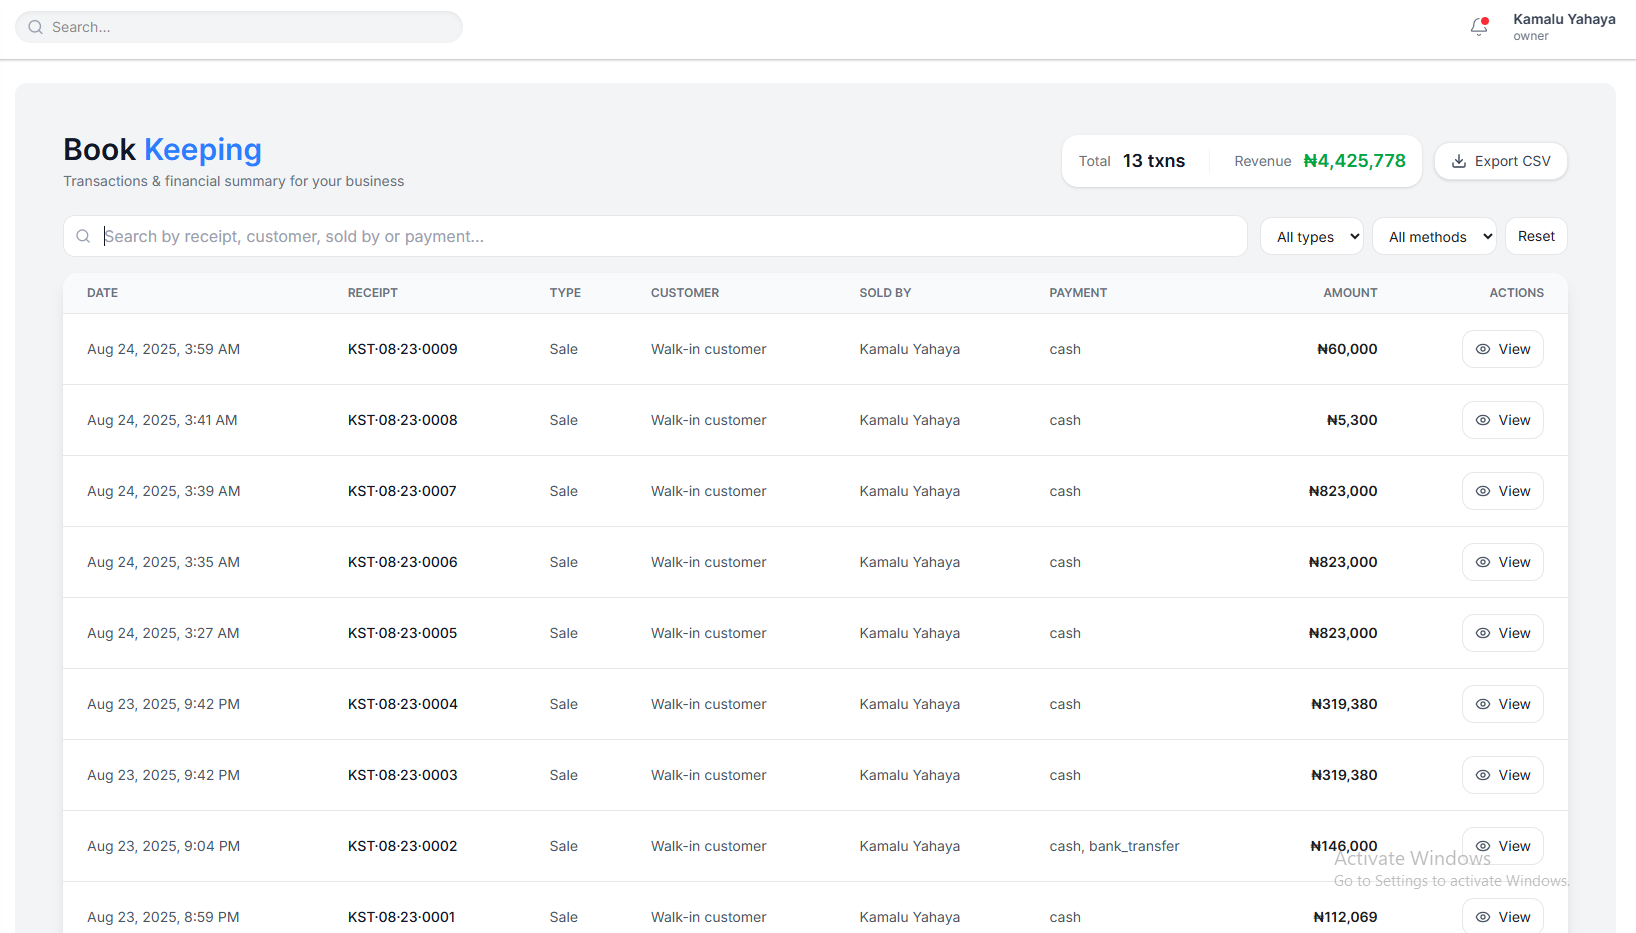 Search...
Kamalu Yahaya
owner
Book Keeping
Transactions & financial summary for your business
Total 13 txns Revenue ₦4,425,778
Export CSV
Search by receipt, customer, sold by or payment...
All types
All methods
Reset
DATE RECEIPT TYPE CUSTOMER SOLD BY PAYMENT AMOUNT ACTIONS
Aug 24, 2025, 3:59 AM KST-08-23-0009 Sale Walk-in customer Kamalu Yahaya cash ₦60,000 View
Aug 24, 2025, 3:41 AM KST-08-23-0008 Sale Walk-in customer Kamalu Yahaya cash ₦5,300 View
Aug 24, 2025, 3:39 AM KST-08-23-0007 Sale Walk-in customer Kamalu Yahaya cash ₦823,000 View
Aug 24, 2025, 3:35 AM KST-08-23-0006 Sale Walk-in customer Kamalu Yahaya cash ₦823,000 View
Aug 24, 2025, 3:27 AM KST-08-23-0005 Sale Walk-in customer Kamalu Yahaya cash ₦823,000 View
Aug 23, 2025, 9:42 PM KST-08-23-0004 Sale Walk-in customer Kamalu Yahaya cash ₦319,380 View
Aug 23, 2025, 9:42 PM KST-08-23-0003 Sale Walk-in customer Kamalu Yahaya cash ₦319,380 View
Aug 23, 2025, 9:04 PM KST-08-23-0002 Sale Walk-in customer Kamalu Yahaya cash, bank_transfer ₦146,000 View
Activate Windows
Go to Settings to activate Windows.
Aug 23, 2025, 8:59 PM KST-08-23-0001 Sale Walk-in customer Kamalu Yahaya cash ₦112,069 View